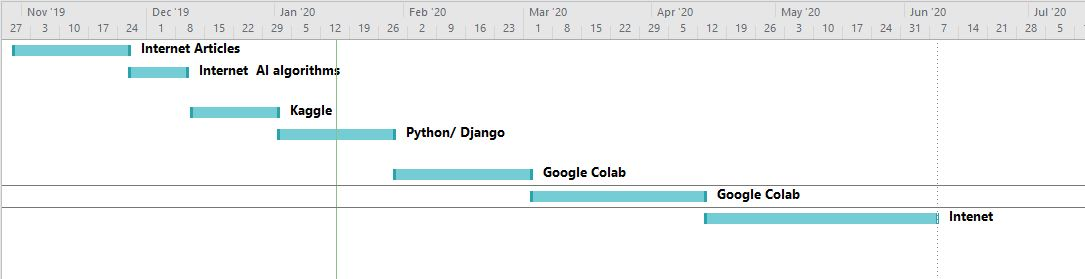 Nov '19 Dec '19 Jan '20 Feb '20 Mar '20 Apr '20 May '20 Jun '20 Jul '20
27 3 10 17 24 1 8 15 22 29 5 12 19 26 2 9 16 23 1 8 15 22 29 5 12 19 26 3 10 17 24 31 7 14 21 28 5
Internet Articles
Internet AI algorithms
Kaggle
Python/ Django
Google Colab
Google Colab
Intenet